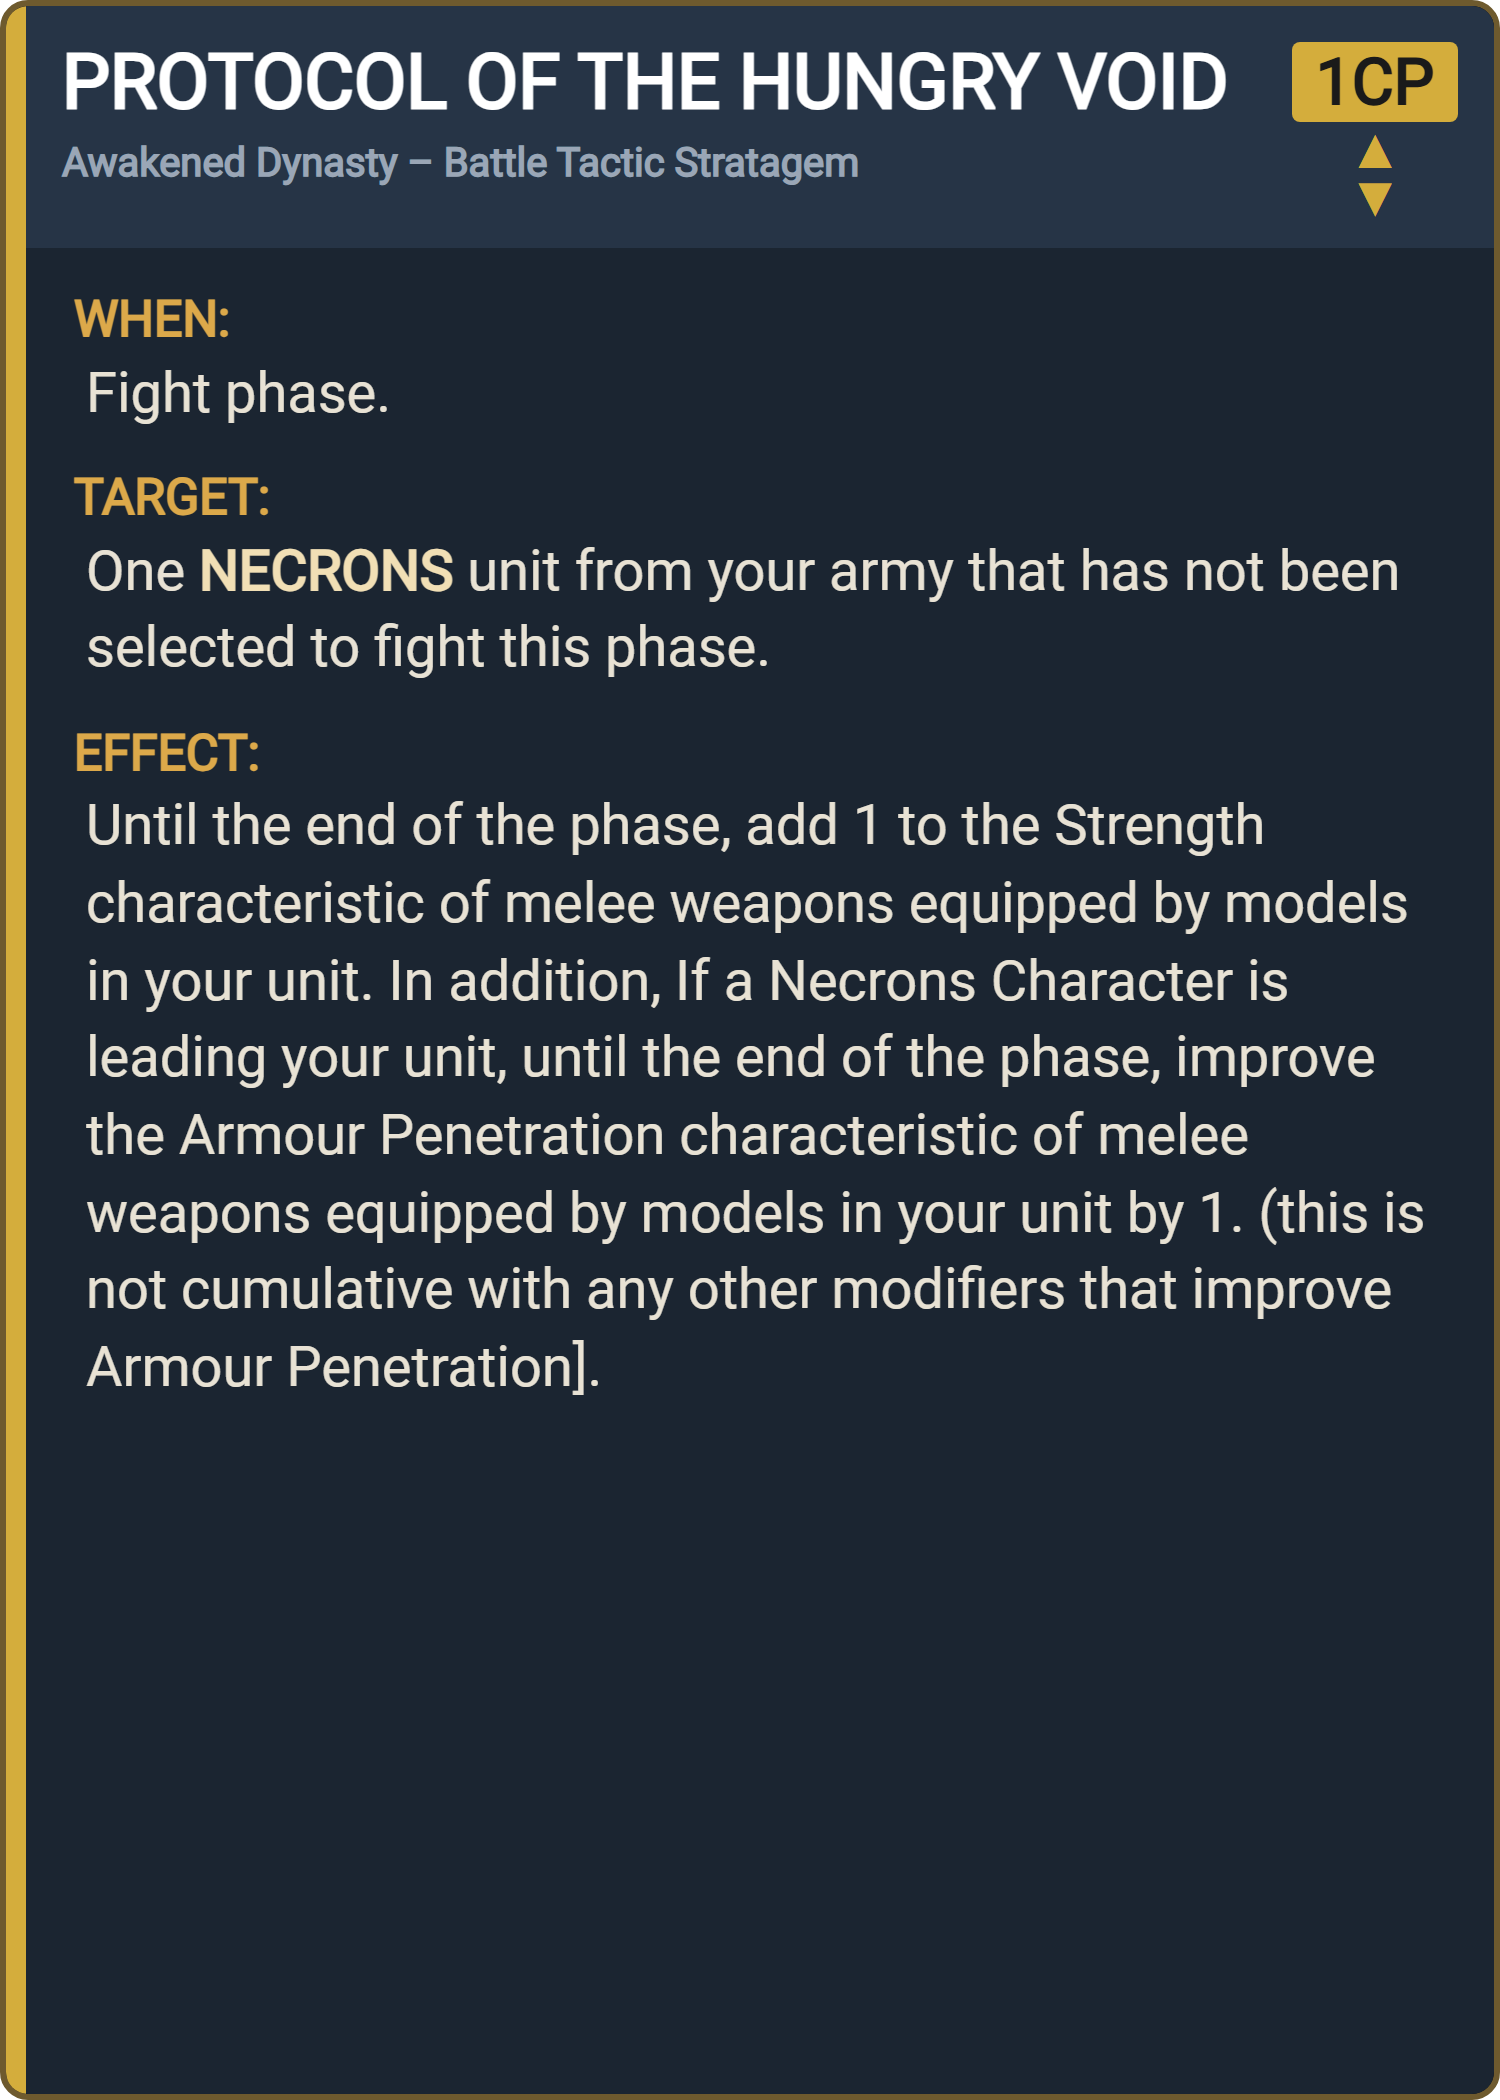 PROTOCOL OF THE HUNGRY VOID
1CP
Awakened Dynasty – Battle Tactic Stratagem
▲
▼
WHEN:
Fight phase.
TARGET:
One NECRONS unit from your army that has not been
selected to fight this phase.
EFFECT:
Until the end of the phase, add 1 to the Strength
characteristic of melee weapons equipped by models
in your unit. In addition, If a Necrons Character is
leading your unit, until the end of the phase, improve
the Armour Penetration characteristic of melee
weapons equipped by models in your unit by 1. (this is
not cumulative with any other modifiers that improve
Armour Penetration].